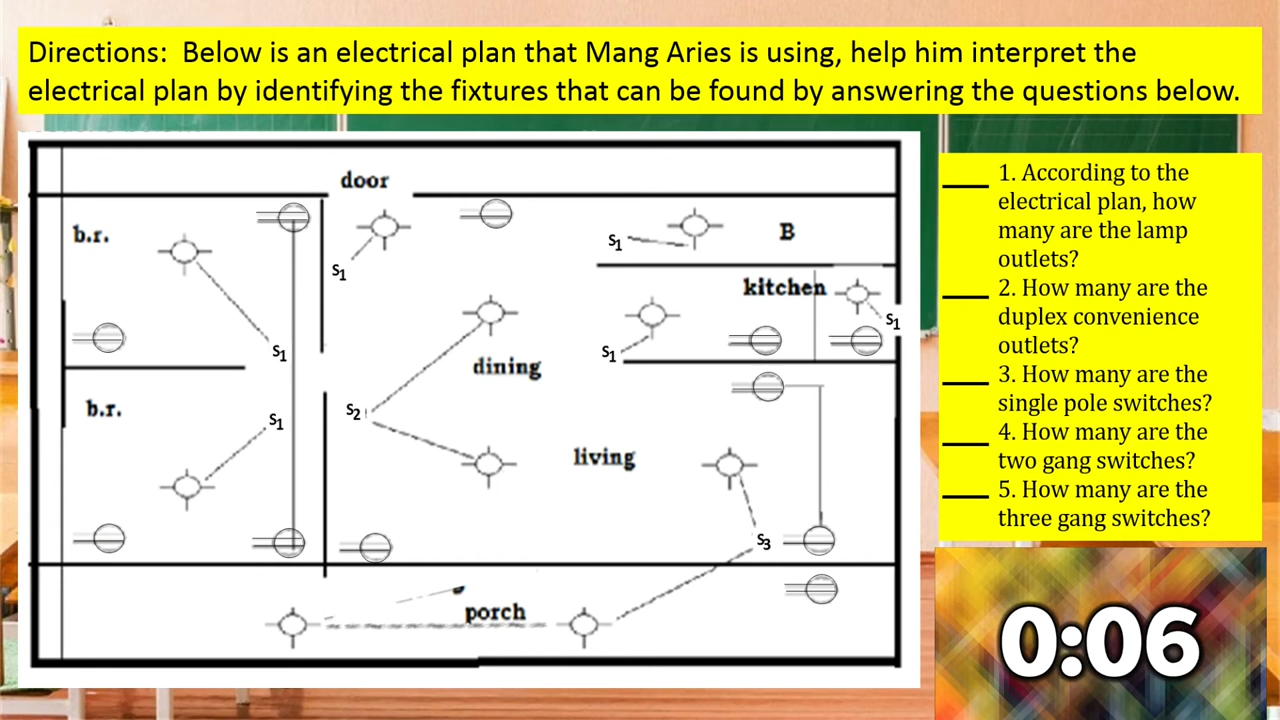 Directions:  Below is an electrical plan that Mang Aries is using, help him interpret the
electrical plan by identifying the fixtures that can be found by answering the questions below.
door
b.r.
S1
S1
B
kitchen
S1
S1
S1
dining
b.r.
S2
S1
living
S3
porch
____ 1. According to the
electrical plan, how
many are the lamp
outlets?
____ 2. How many are the
duplex convenience
outlets?
____ 3. How many are the
single pole switches?
____ 4. How many are the
two gang switches?
____ 5. How many are the
three gang switches?
0:06